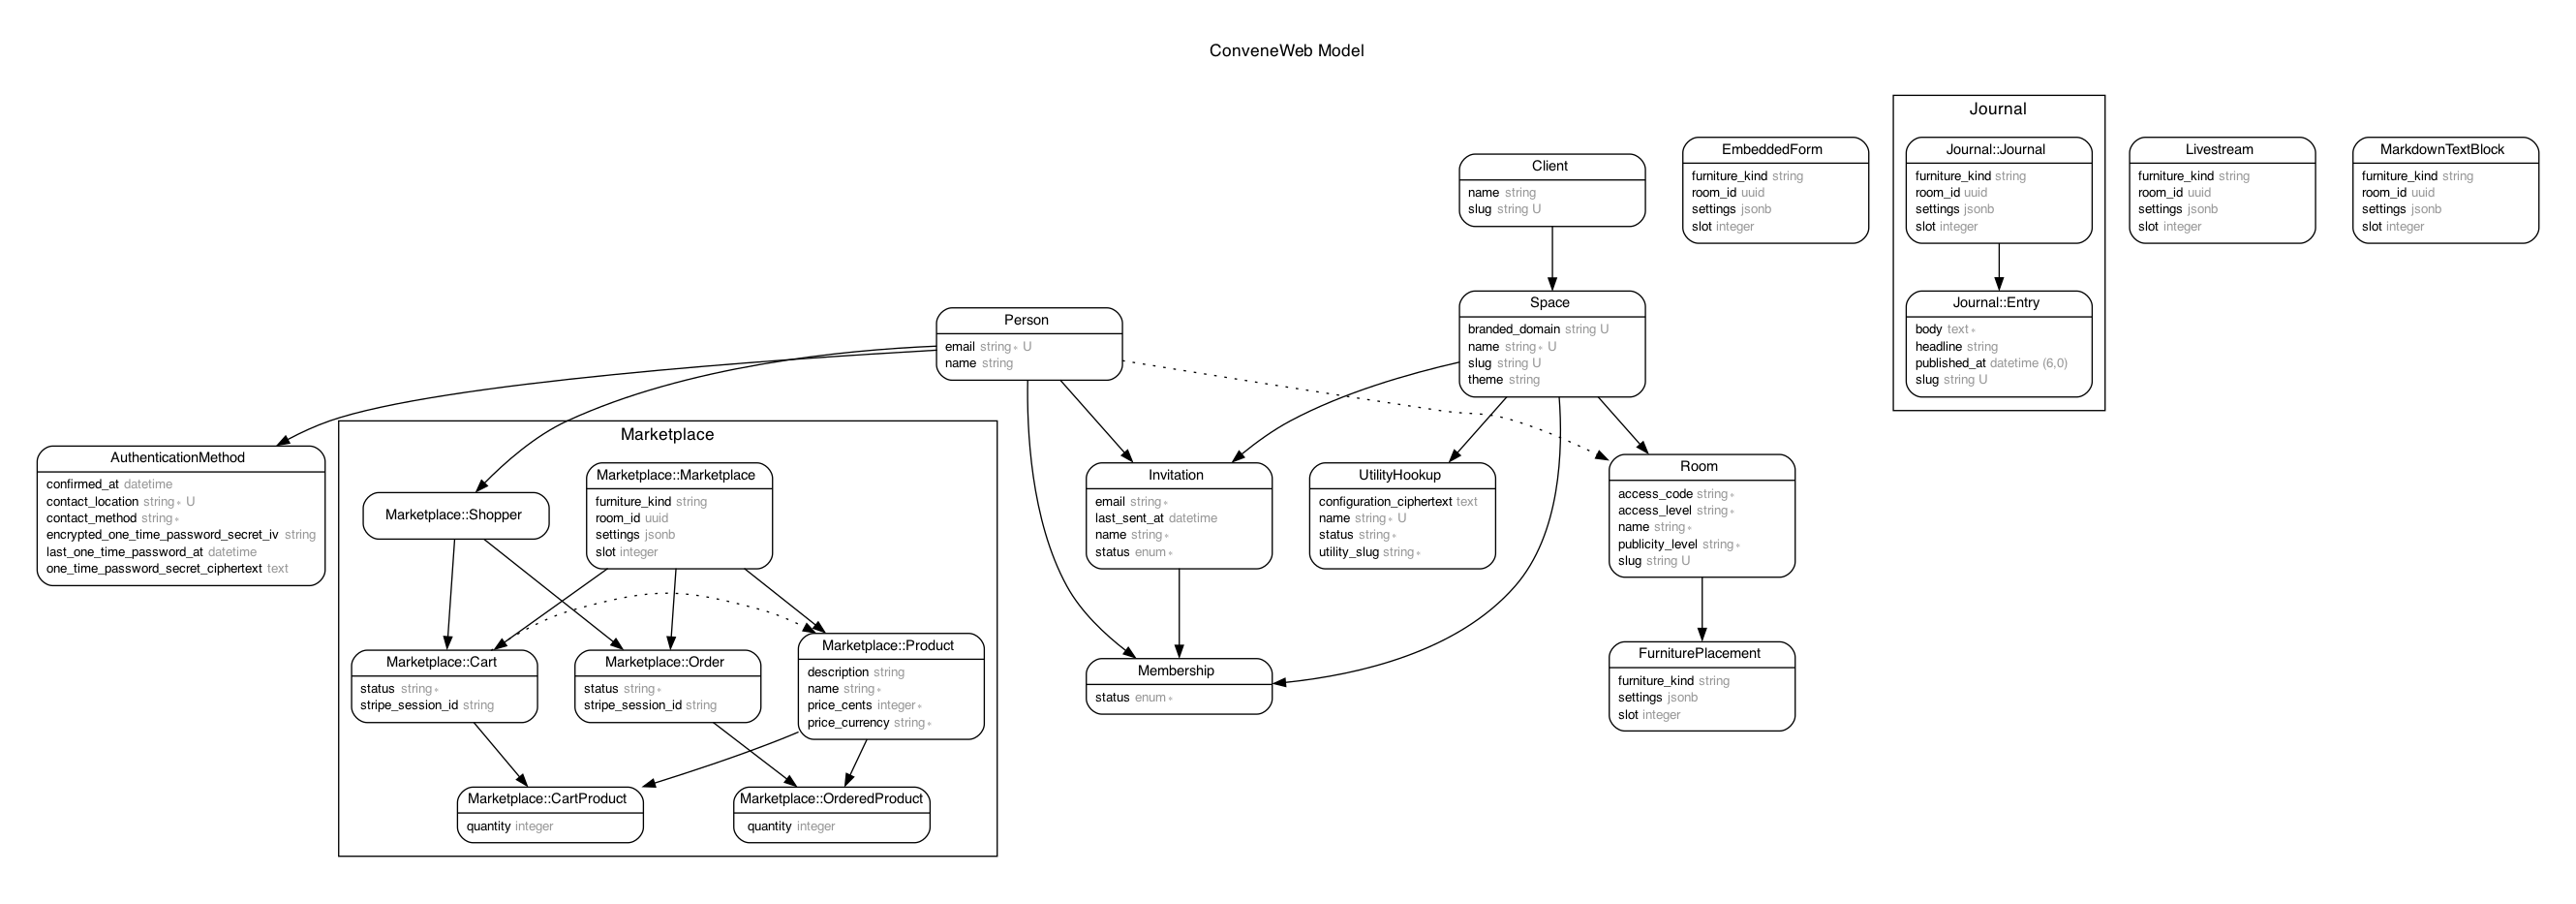 ConveneWeb Model
Journal
Client
name string
slug string U
EmbeddedForm
furniture_kind string
room_id uuid
settings jsonb
slot integer
Journal::Journal
furniture_kind string
room_id uuid
settings jsonb
slot integer
Livestream
furniture_kind string
room_id uuid
settings jsonb
slot integer
MarkdownTextBlock
furniture_kind string
room_id uuid
settings jsonb
slot integer
Person
email string∗ U
name string
Space
branded_domain string U
name string∗ U
slug string U
theme string
Journal::Entry
body text∗
headline string
published_at datetime (6,0)
slug string U
AuthenticationMethod
confirmed_at datetime
contact_location string∗ U
contact_method string∗
encrypted_one_time_password_secret_iv string
last_one_time_password_at datetime
one_time_password_secret_ciphertext text
Marketplace
Marketplace::Shopper
Marketplace::Marketplace
furniture_kind string
room_id uuid
settings jsonb
slot integer
Invitation
email string∗
last_sent_at datetime
name string∗
status enum∗
UtilityHookup
configuration_ciphertext text
name string∗ U
status string∗
utility_slug string∗
Room
access_code string∗
access_level string∗
name string∗
publicity_level string∗
slug string U
Marketplace::Cart
status string∗
stripe_session_id string
Marketplace::Order
status string∗
stripe_session_id string
Marketplace::Product
description string
name string∗
price_cents integer∗
price_currency string∗
Membership
status enum∗
FurniturePlacement
furniture_kind string
settings jsonb
slot integer
Marketplace::CartProduct
quantity integer
Marketplace::OrderedProduct
quantity integer